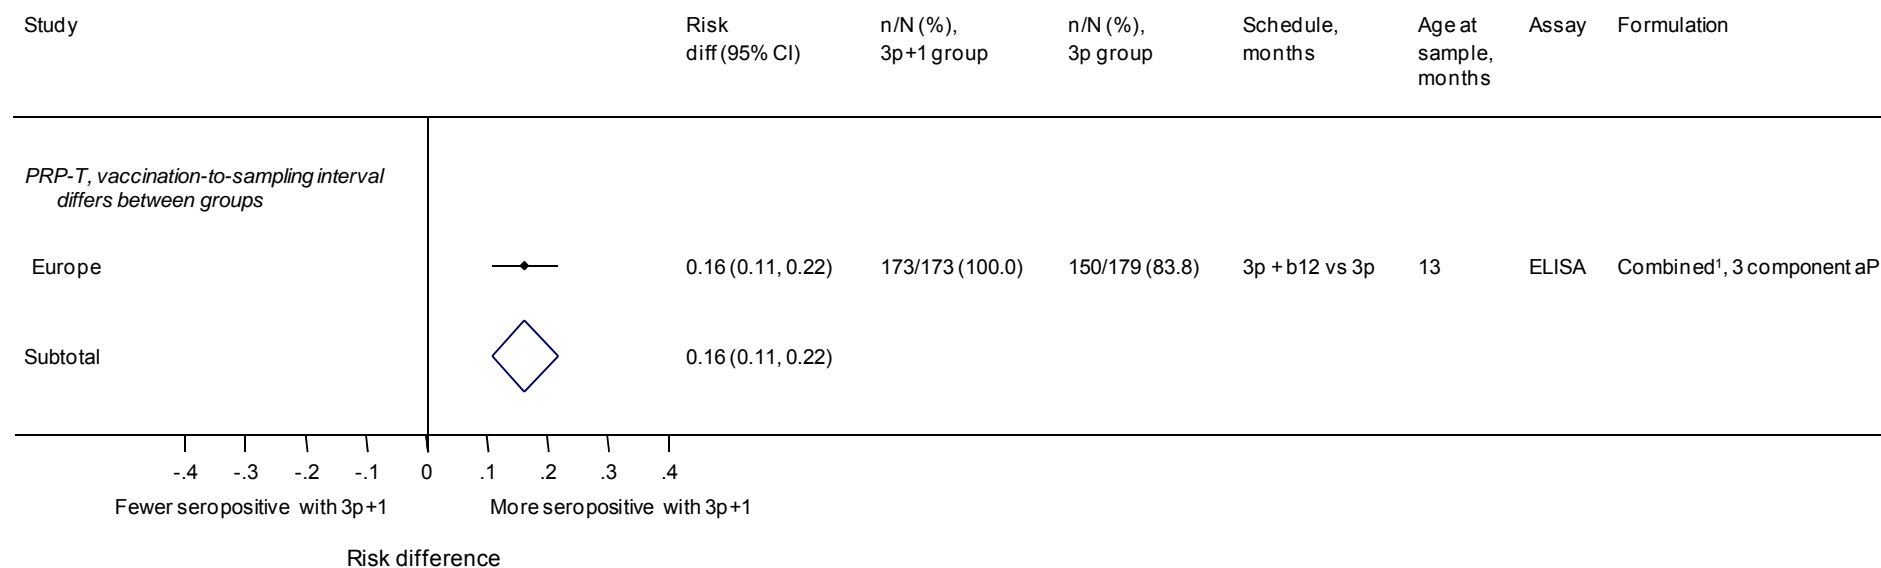 Study Risk n/N (%), n/N (%), Schedule, Age at Assay Formulation
diff (95% CI) 3p+1 group 3p group months sample,
months
PRP-T, vaccination-to-sampling interval
differs between groups
Europe 0.16 (0.11, 0.22) 173/173 (100.0) 150/179 (83.8) 3p + b12 vs 3p 13 ELISA Combined¹, 3 component aP
Subtotal 0.16 (0.11, 0.22)
-.4 -.3 -.2 -.1 0 .1 .2 .3 .4
Fewer seropositive with 3p+1 More seropositive with 3p+1
Risk difference